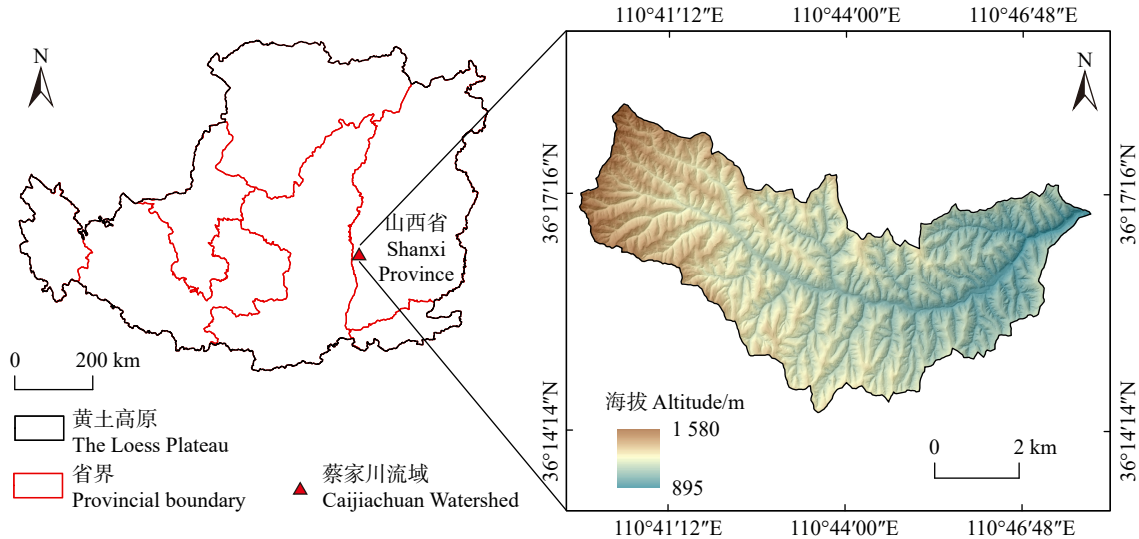 N
山西省
Shanxi
Province
0 200 km
黄土高原
The Loess Plateau
省界
Provincial boundary
蔡家川流域
Caijiachuan Watershed
110°41′12″E 110°44′00″E 110°46′48″E
N
36°17′16″N
36°17′16″N
36°14′14″N
36°14′14″N
海拔 Altitude/m
1 580
895
0 2 km
110°41′12″E 110°44′00″E 110°46′48″E